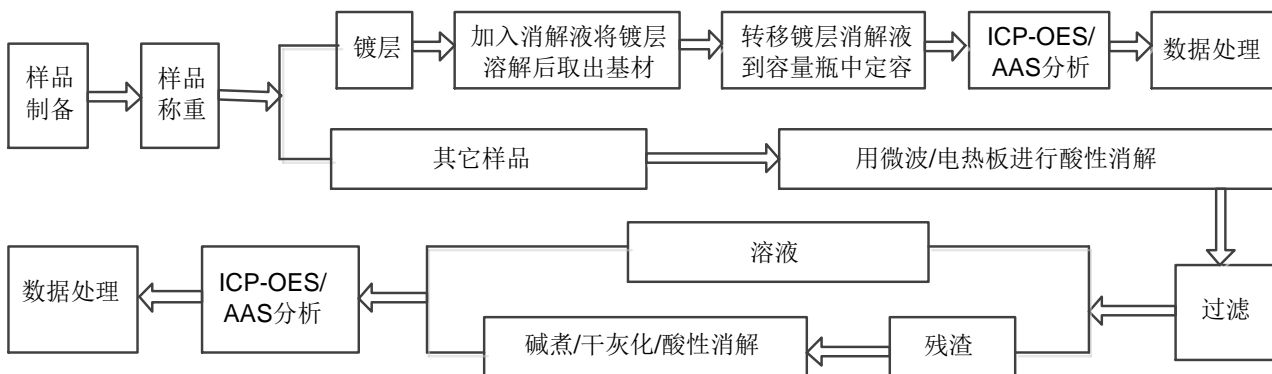 样品
制备
样品
称重
镀层
加入消解液将镀层
溶解后取出基材
转移镀层消解液
到容量瓶中定容
ICP-OES/
AAS分析
数据处理
其它样品
用微波/电热板进行酸性消解
过滤
溶液
残渣
碱煮/干灰化/酸性消解
ICP-OES/
AAS分析
数据处理